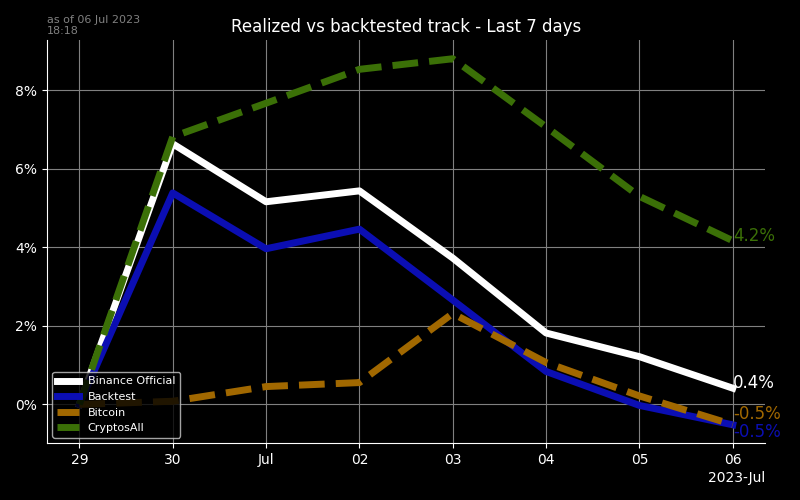 as of 06 Jul 2023
18:18
Realized vs backtested track - Last 7 days
8%
6%
4%
2%
0%
4.2%
0.4%
-0.5%
-0.5%
Binance Official
Backtest
Bitcoin
CryptosAll
29 30 Jul 02 03 04 05 06
2023-Jul